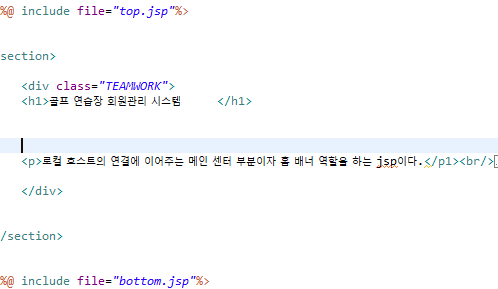 %@ include file="top.jsp"%>
section>
<div class="TEAMWORK">
<h1>골프 연습장 회원관리 시스템 </h1>
<p>로컬 호스트의 연결에 이어주는 메인 센터 부분이자 홈 배너 역할을 하는 jsp이다.</p1><br/>
</div>
/section>
%@ include file="bottom.jsp"%>